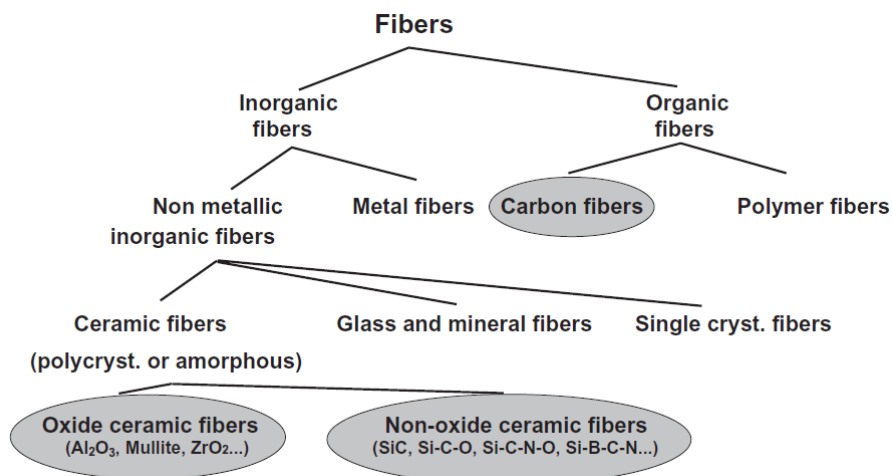 Fibers
Inorganic
fibers
Organic
fibers
Non metallic
inorganic fibers
Metal fibers
Carbon fibers
Polymer fibers
Ceramic fibers
(polycryst. or amorphous)
Glass and mineral fibers
Single cryst. fibers
Oxide ceramic fibers
(Al₂O₃, Mullite, ZrO₂...)
Non-oxide ceramic fibers
(SiC, Si-C-O, Si-C-N-O, Si-B-C-N...)